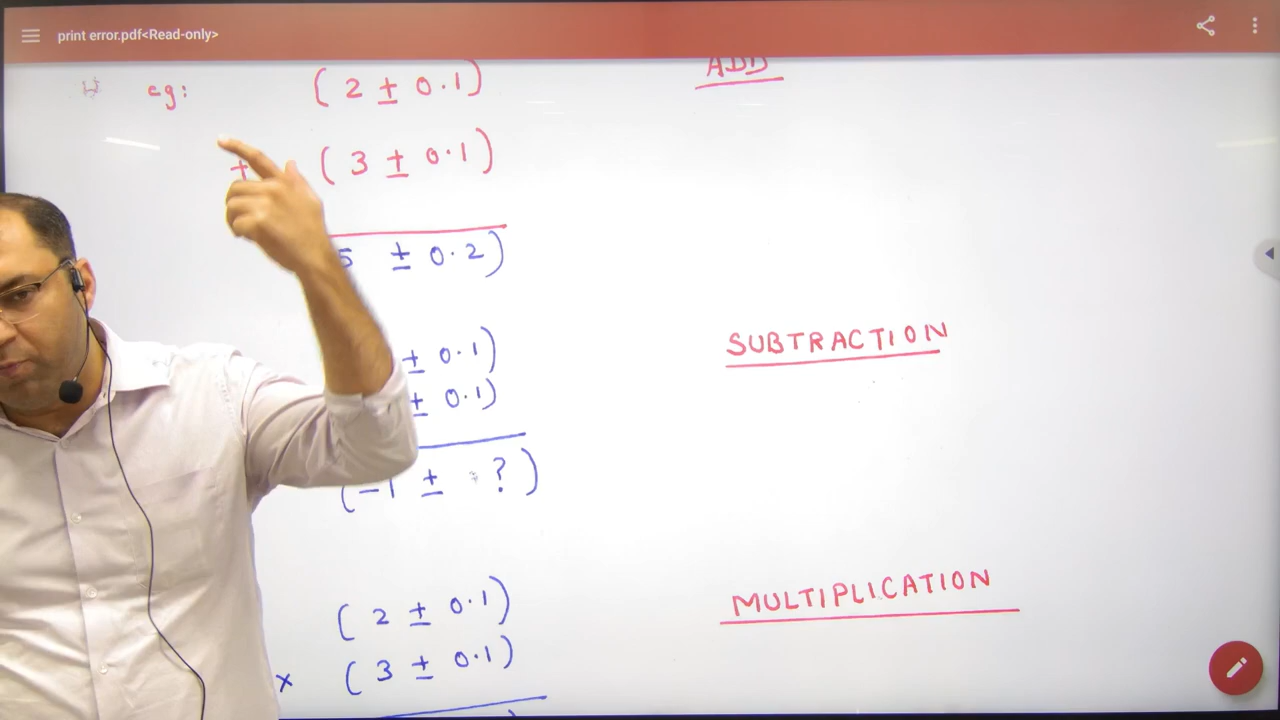 print error.pdf<Read-only>
ADD
eg: (2 ± 0.1)
+ (3 ± 0.1)
5 ± 0.2)
SUBTRACTION
± 0.1)
± 0.1)
(-1 ± ?)
MULTIPLICATION
(2 ± 0.1)
x (3 ± 0.1)